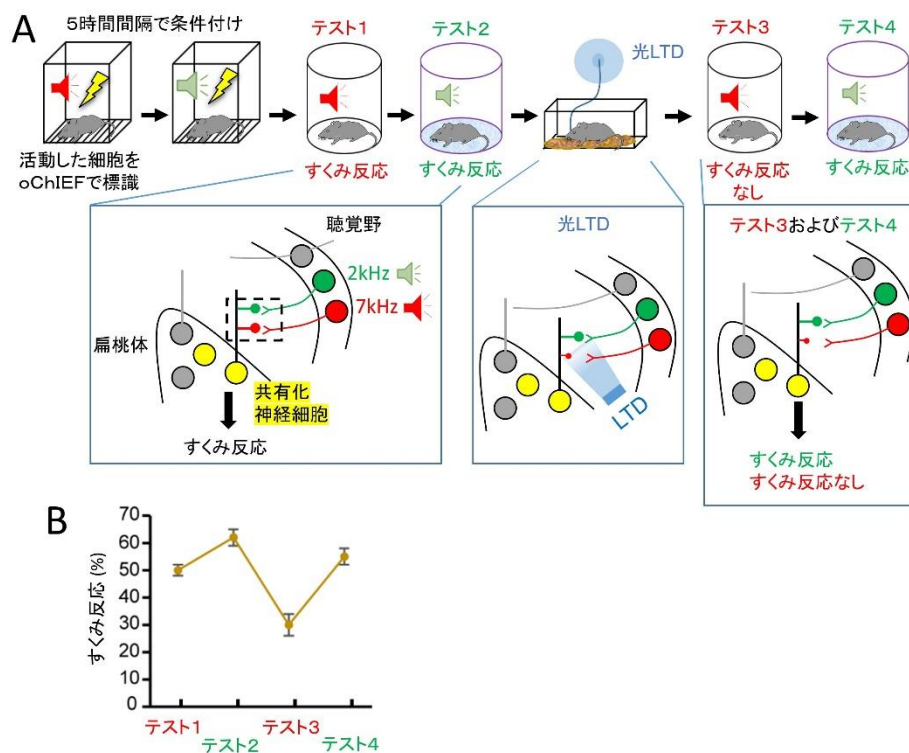 A
5時間間隔で条件付け
テスト1
テスト2
光LTD
テスト3
テスト4
活動した細胞を
oChIEFで標識
すくみ反応
すくみ反応
すくみ反応
なし
すくみ反応
聴覚野
2kHz
7kHz
扁桃体
共有化
神経細胞
すくみ反応
光LTD
LTD
テスト3およびテスト4
すくみ反応
すくみ反応なし
B
すくみ反応 (%)
70
60
50
40
30
20
10
0
テスト1
テスト2
テスト3
テスト4